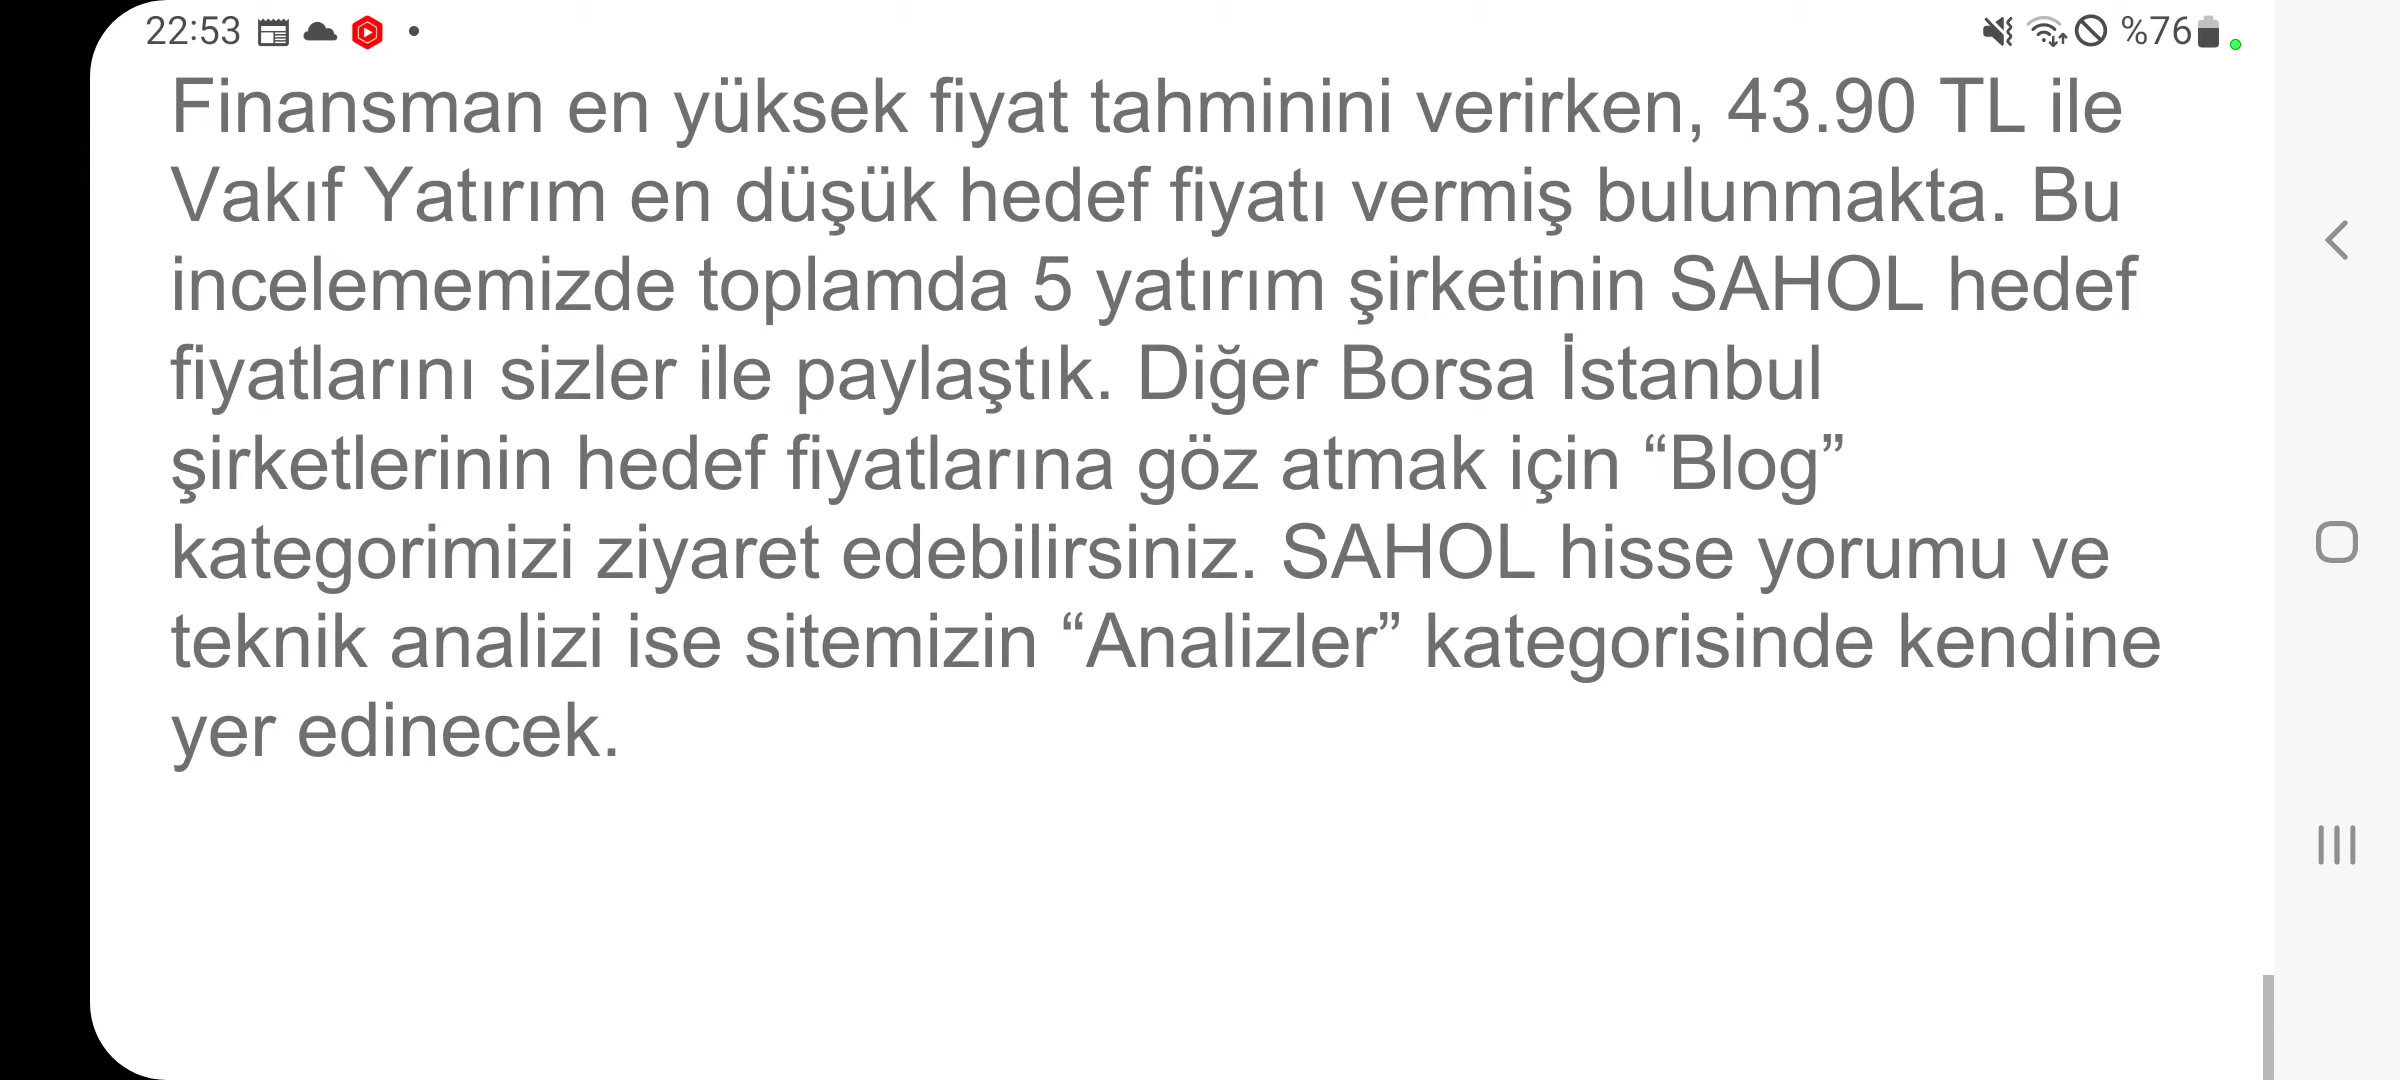 22:53 %76
Finansman en yüksek fiyat tahminini verirken, 43.90 TL ile
Vakıf Yatırım en düşük hedef fiyatı vermiş bulunmakta. Bu
incelememizde toplamda 5 yatırım şirketinin SAHOL hedef
fiyatlarını sizler ile paylaştık. Diğer Borsa İstanbul
şirketlerinin hedef fiyatlarına göz atmak için “Blog”
kategorimizi ziyaret edebilirsiniz. SAHOL hisse yorumu ve
teknik analizi ise sitemizin “Analizler” kategorisinde kendine
yer edinecek.